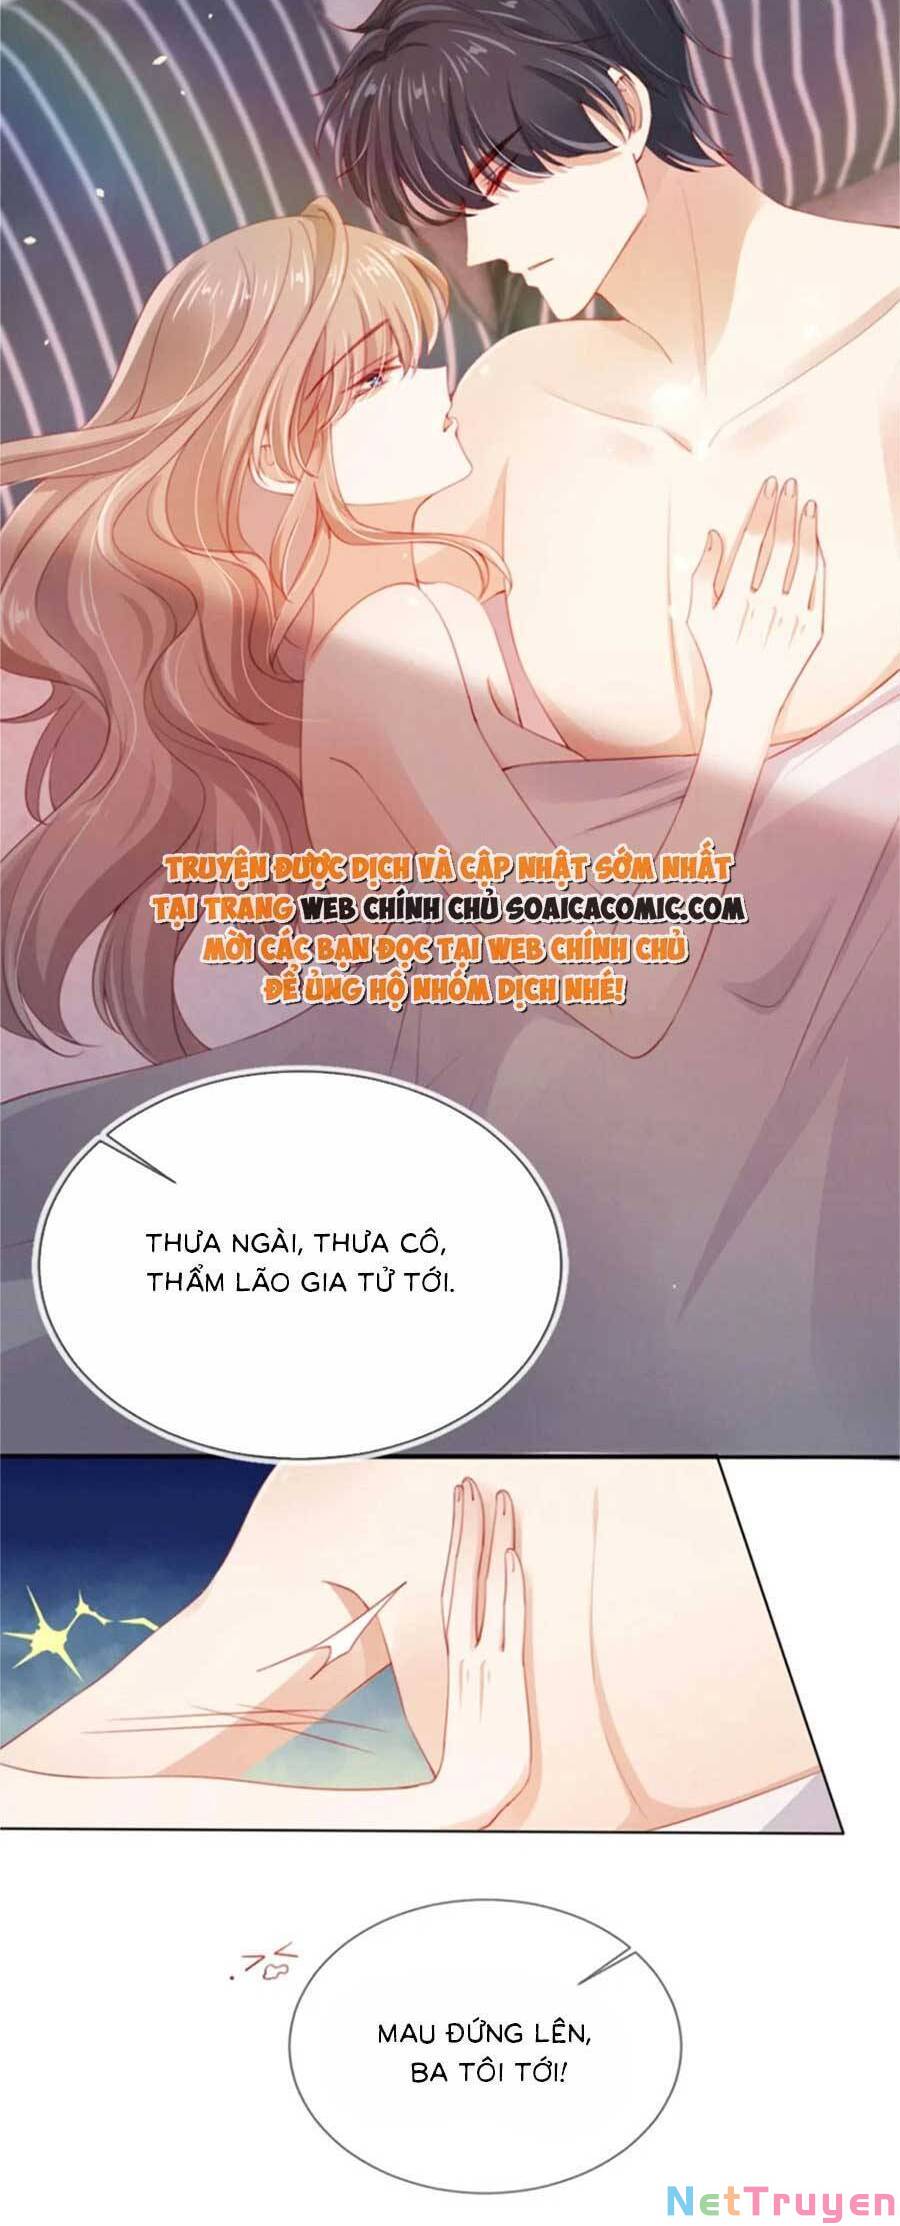 TRUYỆN ĐƯỢC DỊCH VÀ CẬP NHẬT SỚM NHẤT
TẠI TRANG WEB CHÍNH CHỦ SOAICACOMIC.COM
MỜI CÁC BẠN ĐỌC TẠI WEB CHÍNH CHỦ
ĐỂ ỦNG HỘ NHÓM DỊCH NHÉ!
THƯA NGÀI, THƯA CÔ,
THẨM LÃO GIA TỬ TỚI.
MAU ĐỨNG LÊN,
BA TÔI TỚI!
NetTruyen